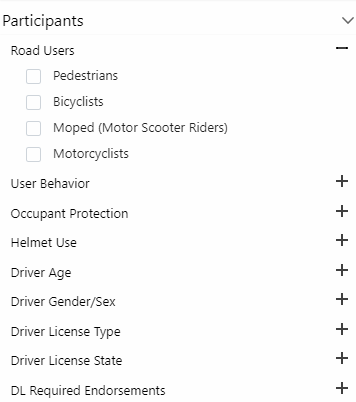 Participants
Road Users
Pedestrians
Bicyclists
Moped (Motor Scooter Riders)
Motorcyclists
User Behavior
Occupant Protection
Helmet Use
Driver Age
Driver Gender/Sex
Driver License Type
Driver License State
DL Required Endorsements